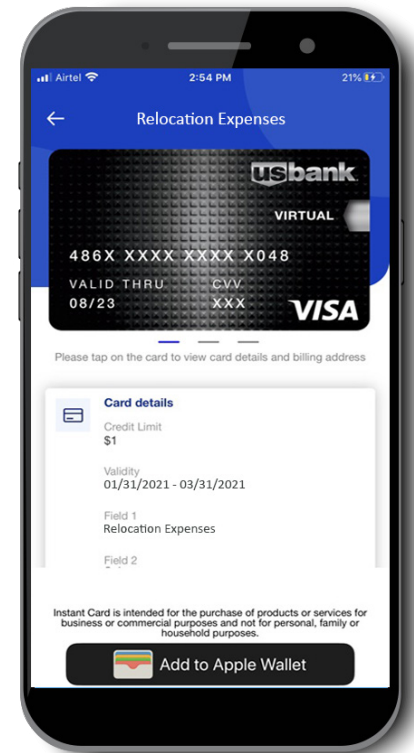 Airtel 2:54 PM 21%
Relocation Expenses
usbank
VIRTUAL
486X XXXX XXXX X048
VALID THRU CVV
08/23 XXX
VISA
Please tap on the card to view card details and billing address
Card details
Credit Limit
$1
Validity
01/31/2021 - 03/31/2021
Field 1
Relocation Expenses
Field 2
Instant Card is intended for the purchase of products or services for
business or commercial purposes and not for personal, family or
household purposes.
Add to Apple Wallet